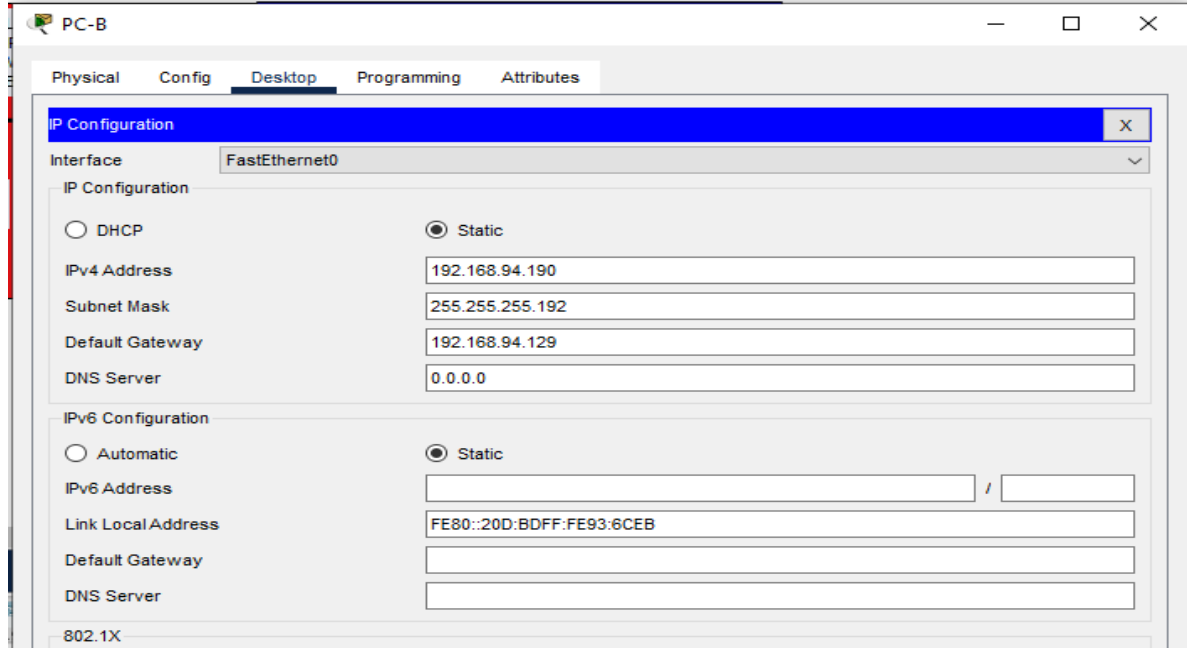 PC-B
Physical Config Desktop Programming Attributes
IP Configuration X
Interface FastEthernet0
IP Configuration
DHCP Static
IPv4 Address 192.168.94.190
Subnet Mask 255.255.255.192
Default Gateway 192.168.94.129
DNS Server 0.0.0.0
IPv6 Configuration
Automatic Static
IPv6 Address /
Link Local Address FE80::20D:BDFF:FE93:6CEB
Default Gateway
DNS Server
802.1X